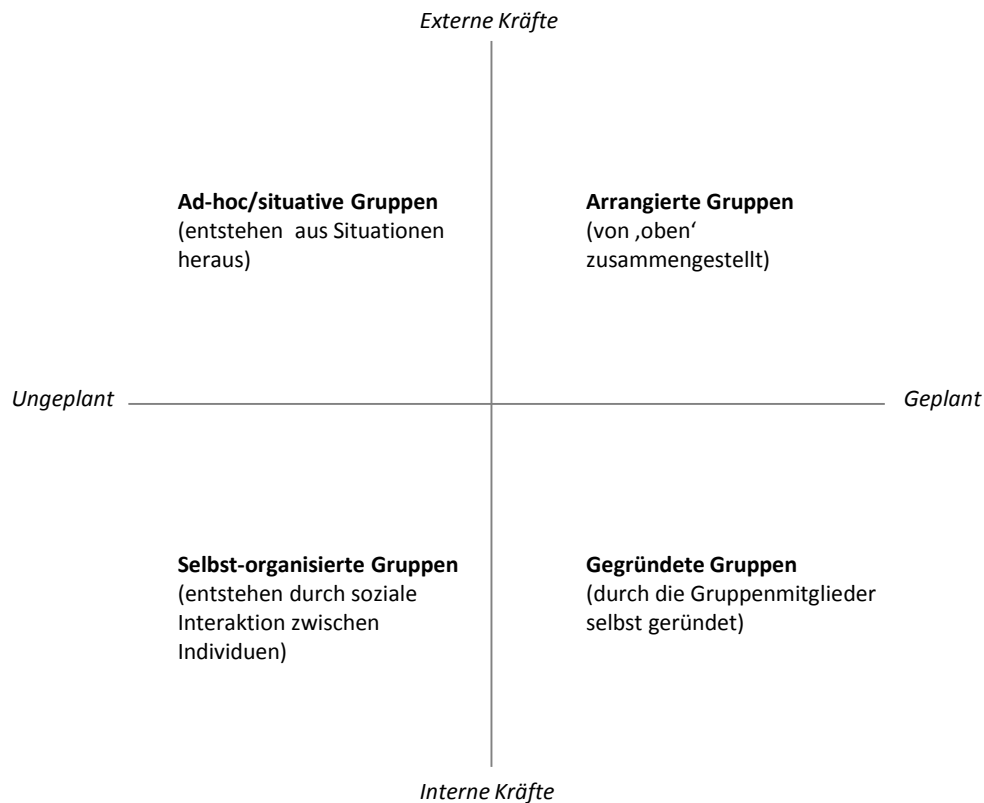 Externe Kräfte
Ad-hoc/situative Gruppen
(entstehen aus Situationen
heraus)
Arrangierte Gruppen
(von ‚oben‘
zusammengestellt)
Ungeplant
Geplant
Selbst-organisierte Gruppen
(entstehen durch soziale
Interaktion zwischen
Individuen)
Gegründete Gruppen
(durch die Gruppenmitglieder
selbst geründet)
Interne Kräfte